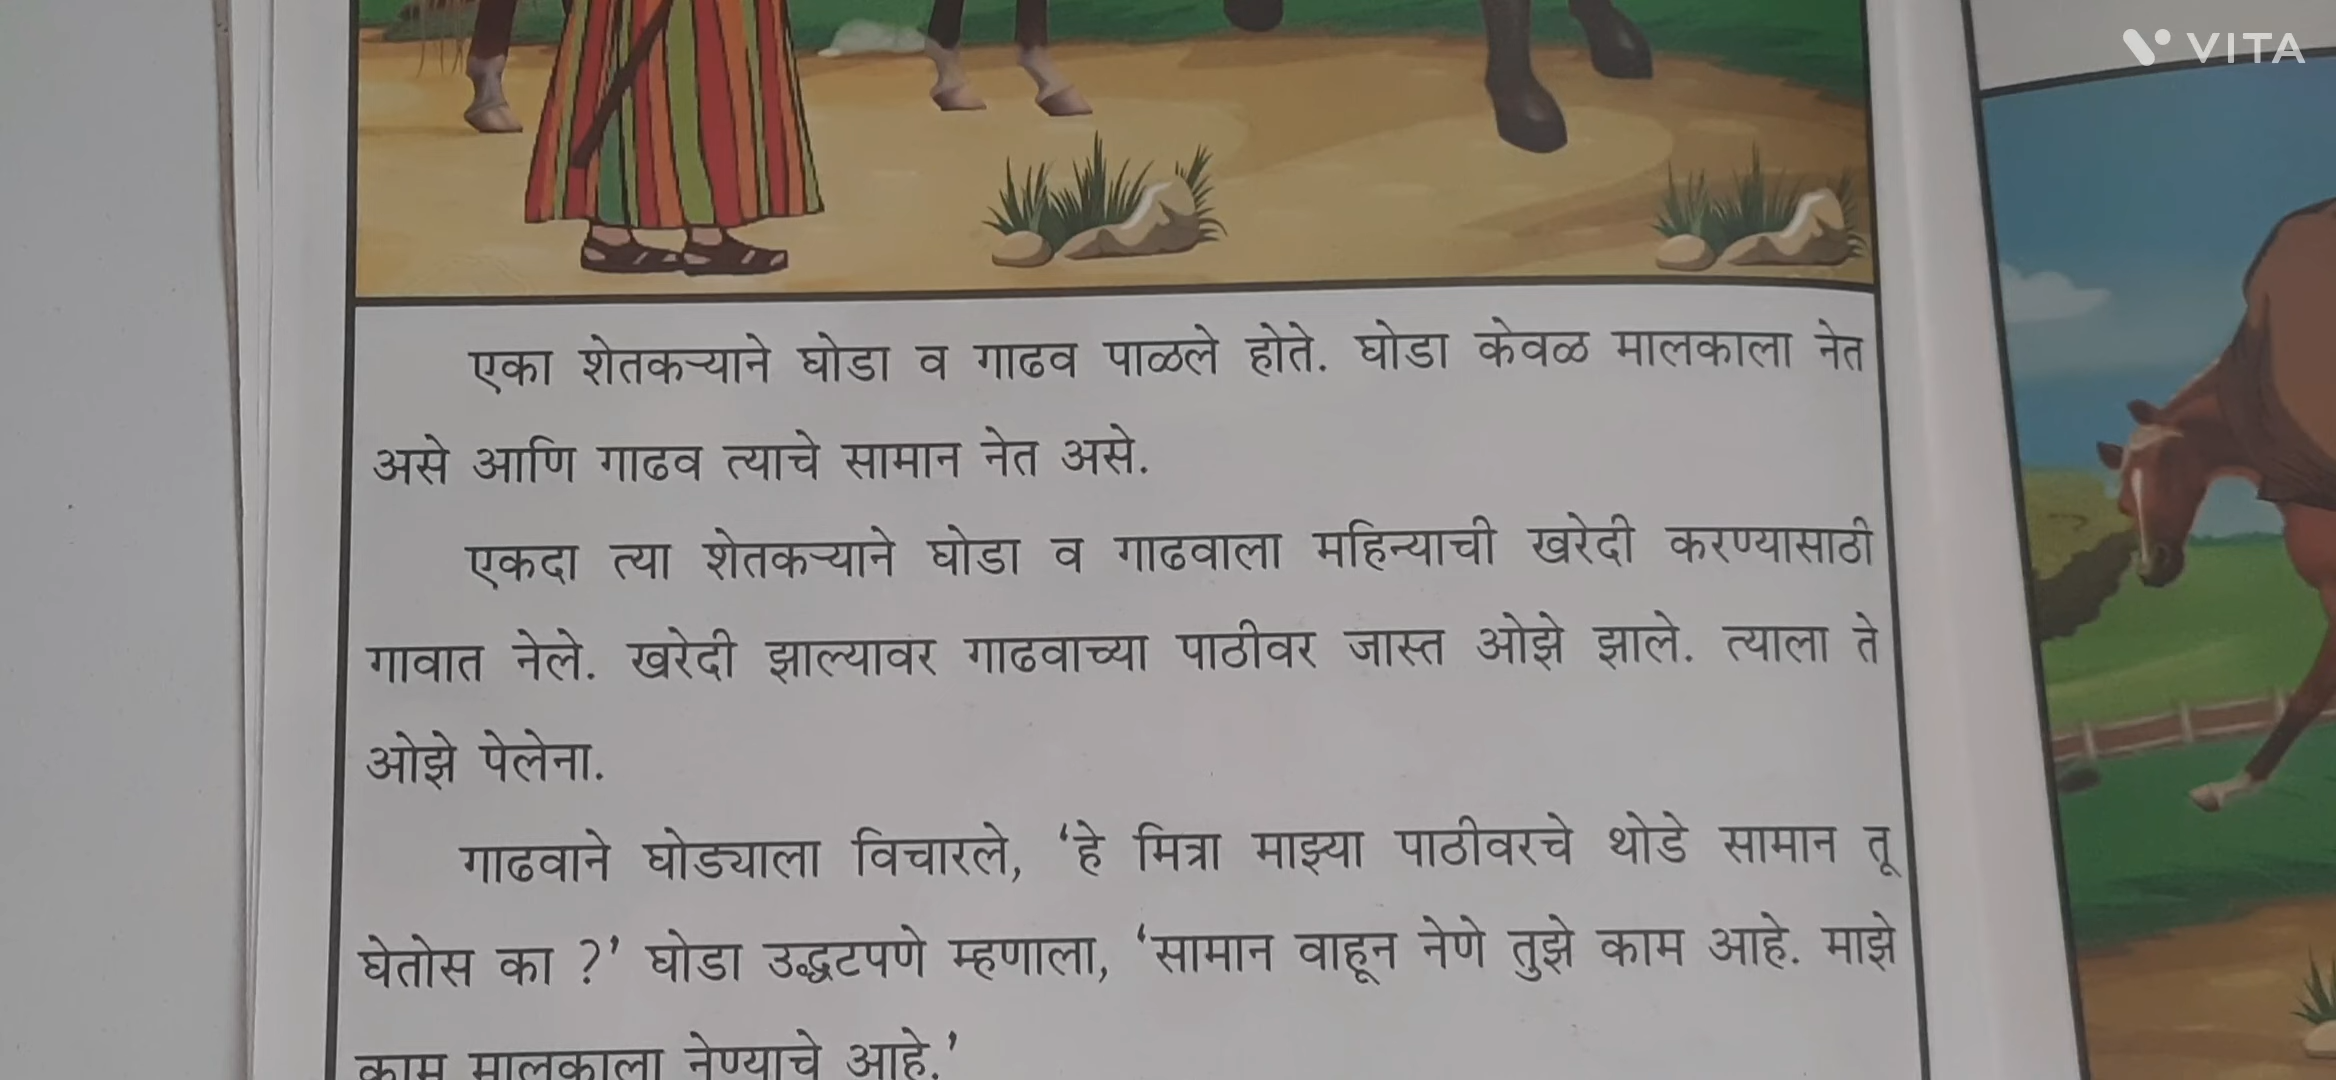 VITA
एका शेतकऱ्याने घोडा व गाढव पाळले होते. घोडा केवळ मालकाला नेत
असे आणि गाढव त्याचे सामान नेत असे.
एकदा त्या शेतकऱ्याने घोडा व गाढवाला महिन्याची खरेदी करण्यासाठी
गावात नेले. खरेदी झाल्यावर गाढवाच्या पाठीवर जास्त ओझे झाले. त्याला ते
ओझे पेलेना.
गाढवाने घोड्याला विचारले, ‘हे मित्रा माझ्या पाठीवरचे थोडे सामान तू
घेतोस का ?’ घोडा उद्धटपणे म्हणाला, ‘सामान वाहून नेणे तुझे काम आहे. माझे
काम मालकाला नेण्याचे आहे.’